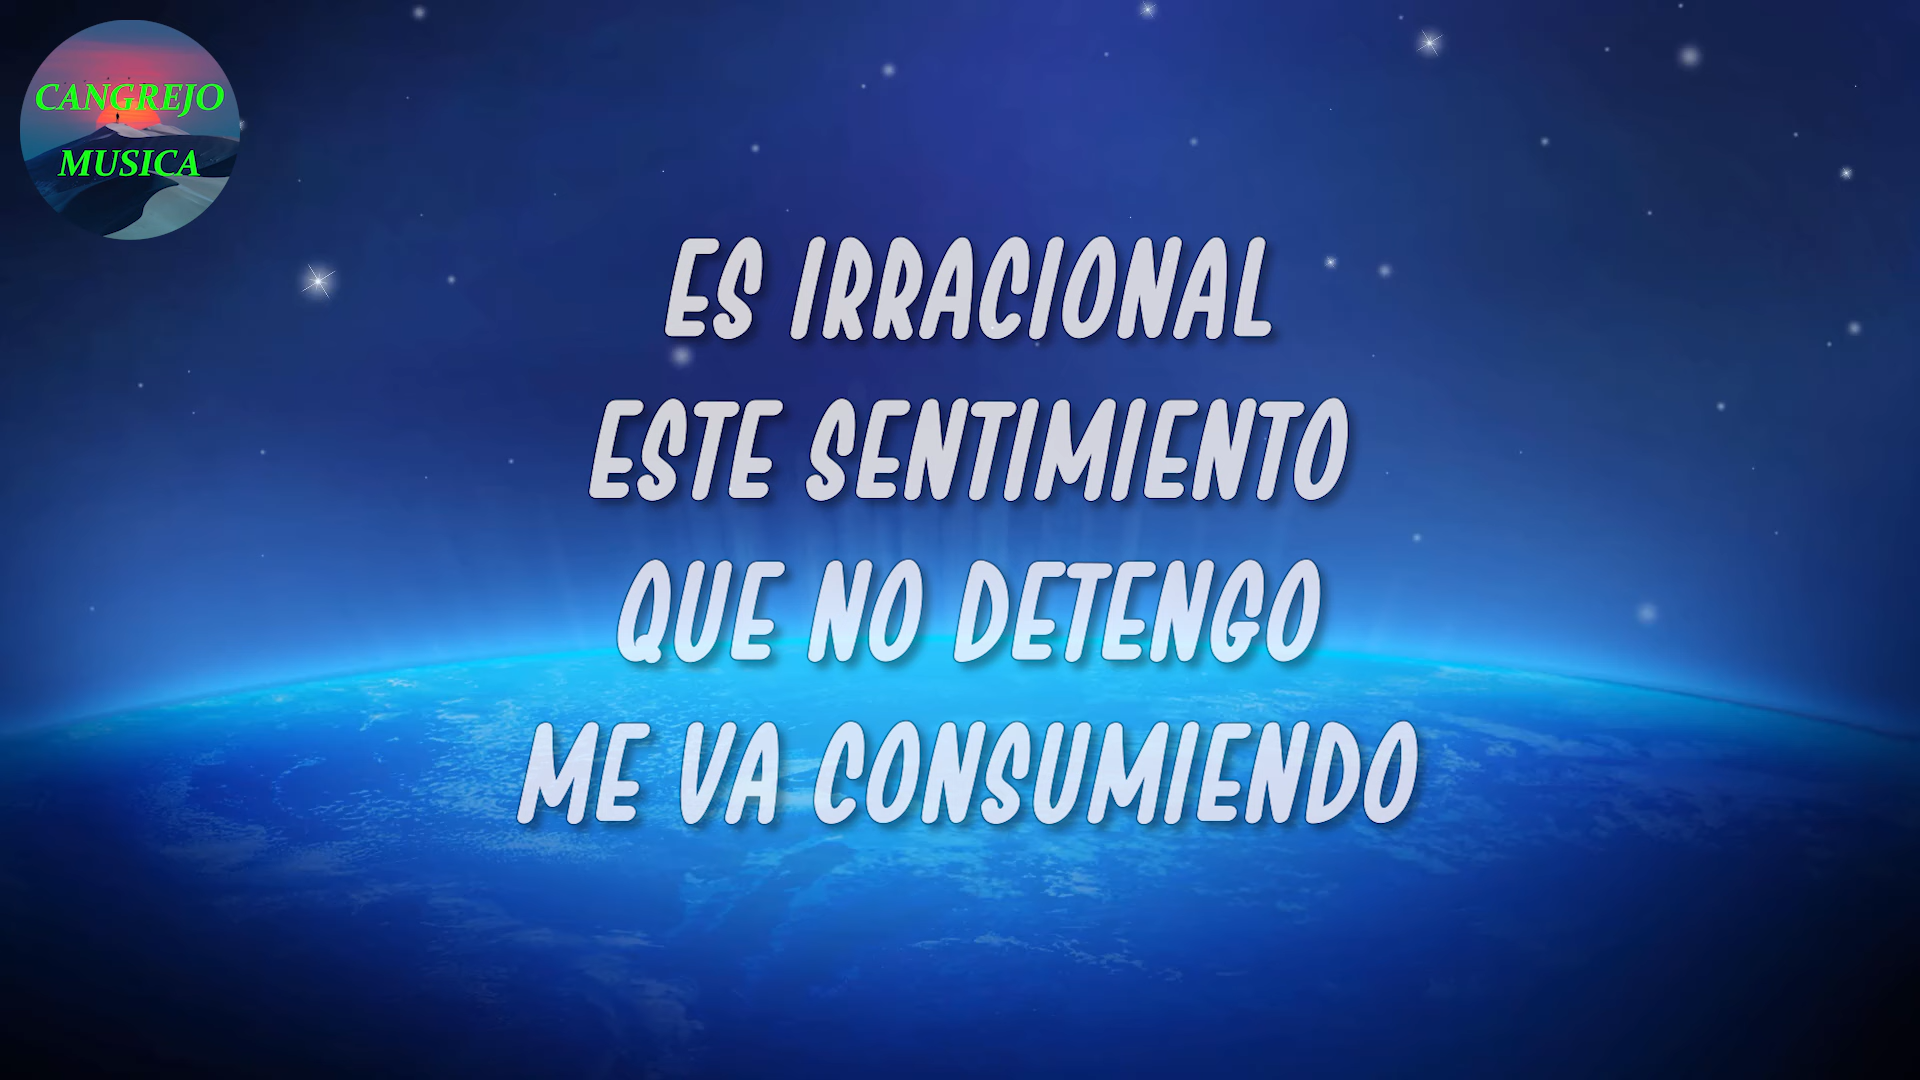 CANGREJO
MUSICA
ES IRRACIONAL
ESTE SENTIMIENTO
QUE NO DETENGO
ME VA CONSUMIENDO